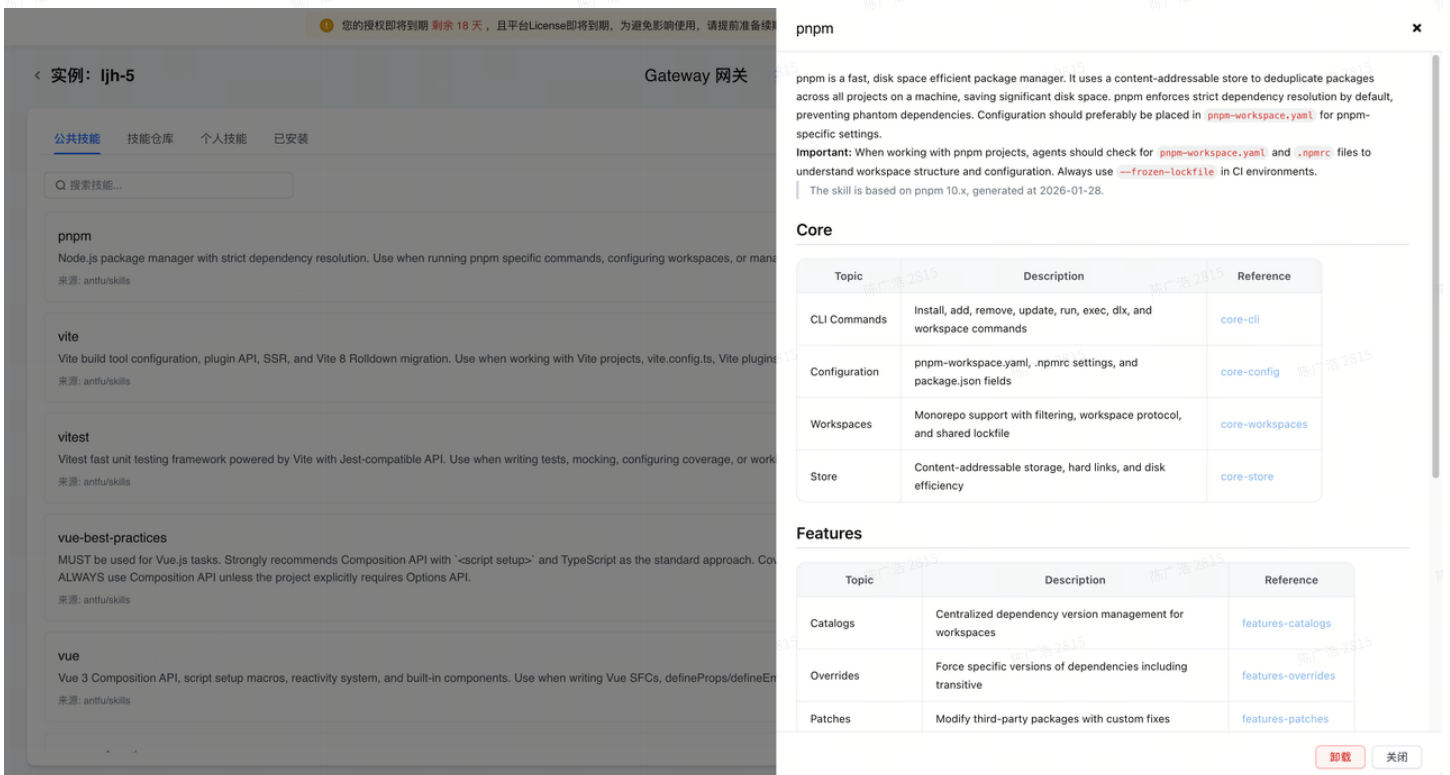 您的授权即将到期 剩余 18 天 ，且平台License即将到期，为避免影响使用，请提前准备续
实例：ljh-5
Gateway 网关
公共技能 技能仓库 个人技能 已安装
搜索技能...
pnpm
Node.js package manager with strict dependency resolution. Use when running pnpm specific commands, configuring workspaces, or mana
来源: antfu/skills
vite
Vite build tool configuration, plugin API, SSR, and Vite 8 Rolldown migration. Use when working with Vite projects, vite.config.ts, Vite plugins
来源: antfu/skills
vitest
Vitest fast unit testing framework powered by Vite with Jest-compatible API. Use when writing tests, mocking, configuring coverage, or work
来源: antfu/skills
vue-best-practices
MUST be used for Vue.js tasks. Strongly recommends Composition API with `<script setup>` and TypeScript as the standard approach. Cov
ALWAYS use Composition API unless the project explicitly requires Options API.
来源: antfu/skills
vue
Vue 3 Composition API, script setup macros, reactivity system, and built-in components. Use when writing Vue SFCs, defineProps/defineEm
来源: antfu/skills
pnpm
pnpm is a fast, disk space efficient package manager. It uses a content-addressable store to deduplicate packages
across all projects on a machine, saving significant disk space. pnpm enforces strict dependency resolution by default,
preventing phantom dependencies. Configuration should preferably be placed in pnpm-workspace.yaml for pnpm-
specific settings.
Important: When working with pnpm projects, agents should check for pnpm-workspace.yaml and .npmrc files to
understand workspace structure and configuration. Always use --frozen-lockfile in CI environments.
The skill is based on pnpm 10.x, generated at 2026-01-28.
Core
Topic Description Reference
CLI Commands Install, add, remove, update, run, exec, dlx, and
workspace commands core-cli
Configuration pnpm-workspace.yaml, .npmrc settings, and
package.json fields core-config
Workspaces Monorepo support with filtering, workspace protocol,
and shared lockfile core-workspaces
Store Content-addressable storage, hard links, and disk
efficiency core-store
Features
Topic Description Reference
Catalogs Centralized dependency version management for
workspaces features-catalogs
Overrides Force specific versions of dependencies including
transitive features-overrides
Patches Modify third-party packages with custom fixes features-patches
卸载 关闭
陈广浩 2815